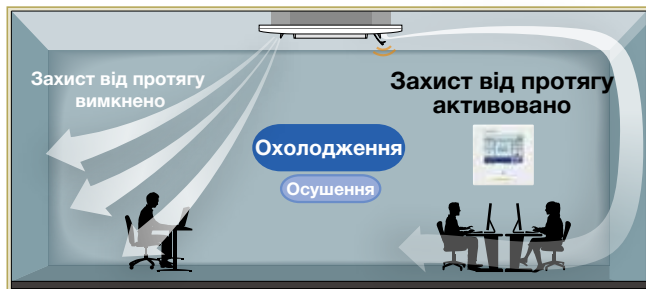 Захист від протягу
вимкнено
Захист від протягу
активовано
Охолодження
Осушення